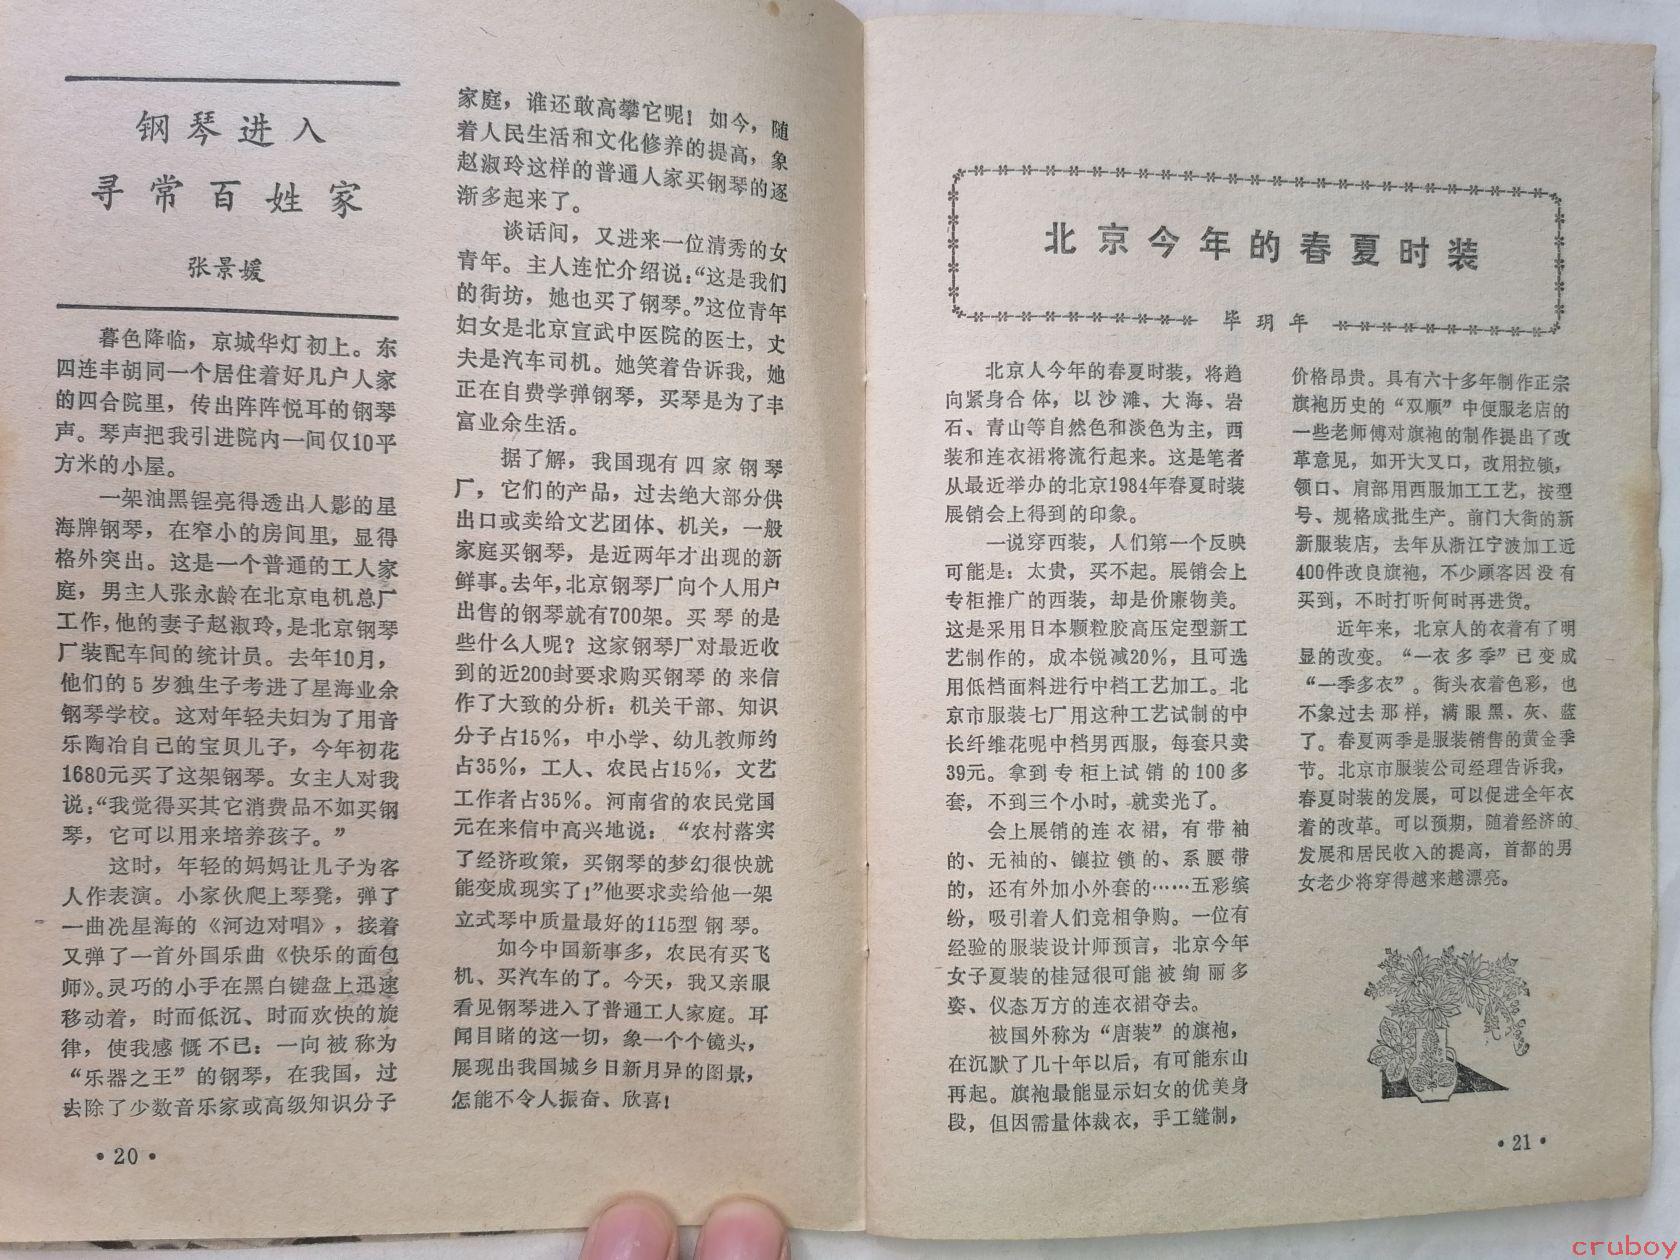 钢琴进入
寻常百姓家
张景媛
暮色降临，京城华灯初上。东
四连丰胡同一个居住着好几户人家
的四合院里，传出阵阵悦耳的钢琴
声。琴声把我引进院内一间仅10平
方米的小屋。
一架油黑锃亮得透出人影的星
海牌钢琴，在窄小的房间里，显得
格外突出。这是一个普通的工人家
庭，男主人张永龄在北京电机总厂
工作，他的妻子赵淑玲，是北京钢琴
厂装配车间的统计员。去年10月，
他们的5岁独生子考进了星海业余
钢琴学校。这对年轻夫妇为了用音
乐陶冶自己的宝贝儿子，今年初花
1680元买了这架钢琴。女主人对我
说：“我觉得买其它消费品不如买钢
琴，它可以用来培养孩子。”
这时，年轻的妈妈让儿子为客
人作表演。小家伙爬上琴凳，弹了
一曲冼星海的《河边对唱》，接着
又弹了一首外国乐曲《快乐的面包
师》。灵巧的小手在黑白键盘上迅速
移动着，时而低沉、时而欢快的旋
律，使我感慨不已：一向被称为
“乐器之王”的钢琴，在我国，过
去除了少数音乐家或高级知识分子
·20·
家庭，谁还敢高攀它呢！如今，随
着人民生活和文化修养的提高，象
赵淑玲这样的普通人家买钢琴的逐
渐多起来了。
谈话间，又进来一位清秀的女
青年。主人连忙介绍说：“这是我们
的街坊，她也买了钢琴。”这位青年
妇女是北京宣武中医院的医士，丈
夫是汽车司机。她笑着告诉我，她
正在自费学弹钢琴，买琴是为了丰
富业余生活。
据了解，我国现有四家钢琴
厂，它们的产品，过去绝大部分供
出口或卖给文艺团体、机关，一般
家庭买钢琴，是近两年才出现的新
鲜事。去年，北京钢琴厂向个人用户
出售的钢琴就有700架。买琴的是
些什么人呢？这家钢琴厂对最近收
到的近200封要求购买钢琴的来信
作了大致的分析：机关干部、知识
分子占15％，中小学、幼儿教师约
占35％，工人、农民占15％，文艺
工作者占35％。河南省的农民党国
元在来信中高兴地说：“农村落实
了经济政策，买钢琴的梦幻很快就
能变成现实了！”他要求卖给他一架
立式琴中质量最好的115型钢琴。
如今中国新事多，农民有买飞
机、买汽车的了。今天，我又亲眼
看见钢琴进入了普通工人家庭。耳
闻目睹的这一切，象一个个镜头，
展现出我国城乡日新月异的图景，
怎能不令人振奋、欣喜！
北京今年的春夏时装
毕玥年
北京人今年的春夏时装，将趋
向紧身合体，以沙滩、大海、岩
石、青山等自然色和淡色为主，西
装和连衣裙将流行起来。这是笔者
从最近举办的北京1984年春夏时装
展销会上得到的印象。
一说穿西装，人们第一个反映
可能是：太贵，买不起。展销会上
专柜推广的西装，却是价廉物美。
这是采用日本颗粒胶高压定型新工
艺制作的，成本锐减20％，且可选
用低档面料进行中档工艺加工。北
京市服装七厂用这种工艺试制的中
长纤维花呢中档男西服，每套只卖
39元。拿到专柜上试销的100多
套，不到三个小时，就卖光了。
会上展销的连衣裙，有带袖
的、无袖的、镶拉锁的、系腰带
的，还有外加小外套的……五彩缤
纷，吸引着人们竞相争购。一位有
经验的服装设计师预言，北京今年
女子夏装的桂冠很可能被绚丽多
姿、仪态万方的连衣裙夺去。
被国外称为“唐装”的旗袍，
在沉默了几十年以后，有可能东山
再起。旗袍最能显示妇女的优美身
段，但因需量体裁衣，手工缝制，
价格昂贵。具有六十多年制作正宗
旗袍历史的“双顺”中便服老店的
一些老师傅对旗袍的制作提出了改
革意见，如开大叉口，改用拉锁，
领口、肩部用西服加工工艺，按型
号、规格成批生产。前门大街的新
新服装店，去年从浙江宁波加工近
400件改良旗袍，不少顾客因没有
买到，不时打听何时再进货。
近年来，北京人的衣着有了明
显的改变。“一衣多季”已变成
“一季多衣”。街头衣着色彩，也
不象过去那样，满眼黑、灰、蓝
了。春夏两季是服装销售的黄金季
节。北京市服装公司经理告诉我，
春夏时装的发展，可以促进全年衣
着的改革。可以预期，随着经济的
发展和居民收入的提高，首都的男
女老少将穿得越来越漂亮。
·21·
cruboy